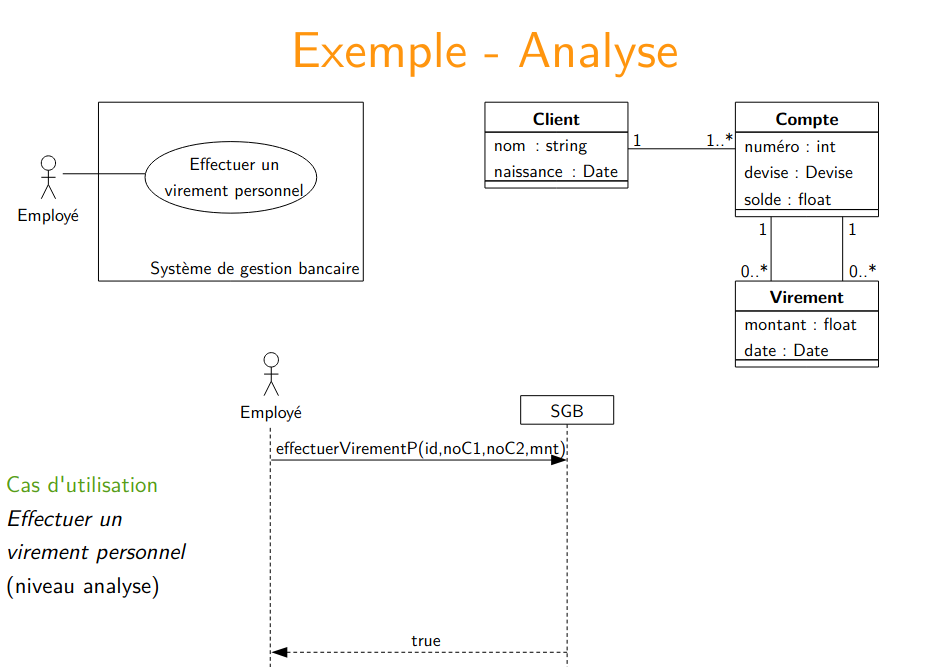 Exemple - Analyse
Employé
Effectuer un
virement personnel
Système de gestion bancaire
Client
nom : string
naissance : Date
1
1..*
Compte
numéro : int
devise : Devise
solde : float
1
1
0..*
0..*
Virement
montant : float
date : Date
Employé
SGB
effectuerVirementP(id,noC1,noC2,mnt)
Cas d'utilisation
Effectuer un
virement personnel
(niveau analyse)
true